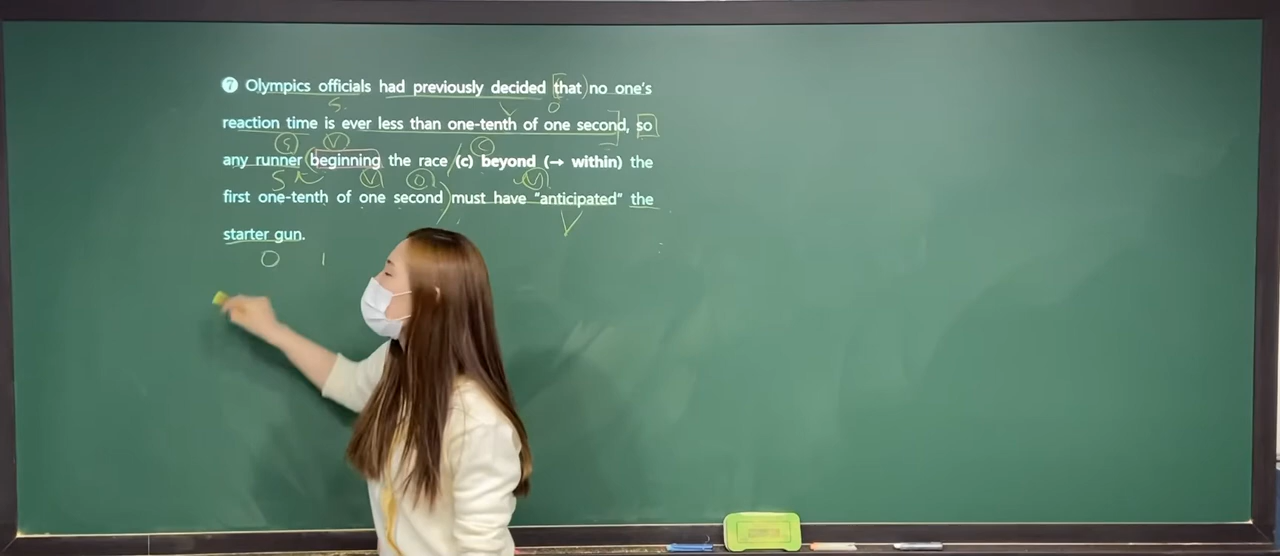 ❼ Olympics officials had previously decided that no one's
S V O
reaction time is ever less than one-tenth of one second, so
S V C
any runner beginning the race (c) beyond (→ within) the
S V O V
first one-tenth of one second must have “anticipated” the
V
starter gun.
O